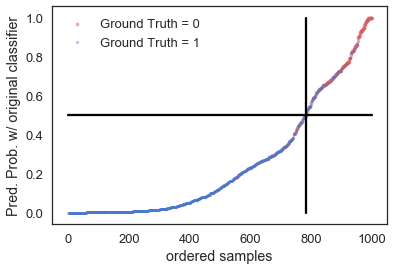 Ground Truth = 0
Ground Truth = 1
Pred. Prob. w/ original classifier
1.0
0.8
0.6
0.4
0.2
0.0
0 200 400 600 800 1000
ordered samples